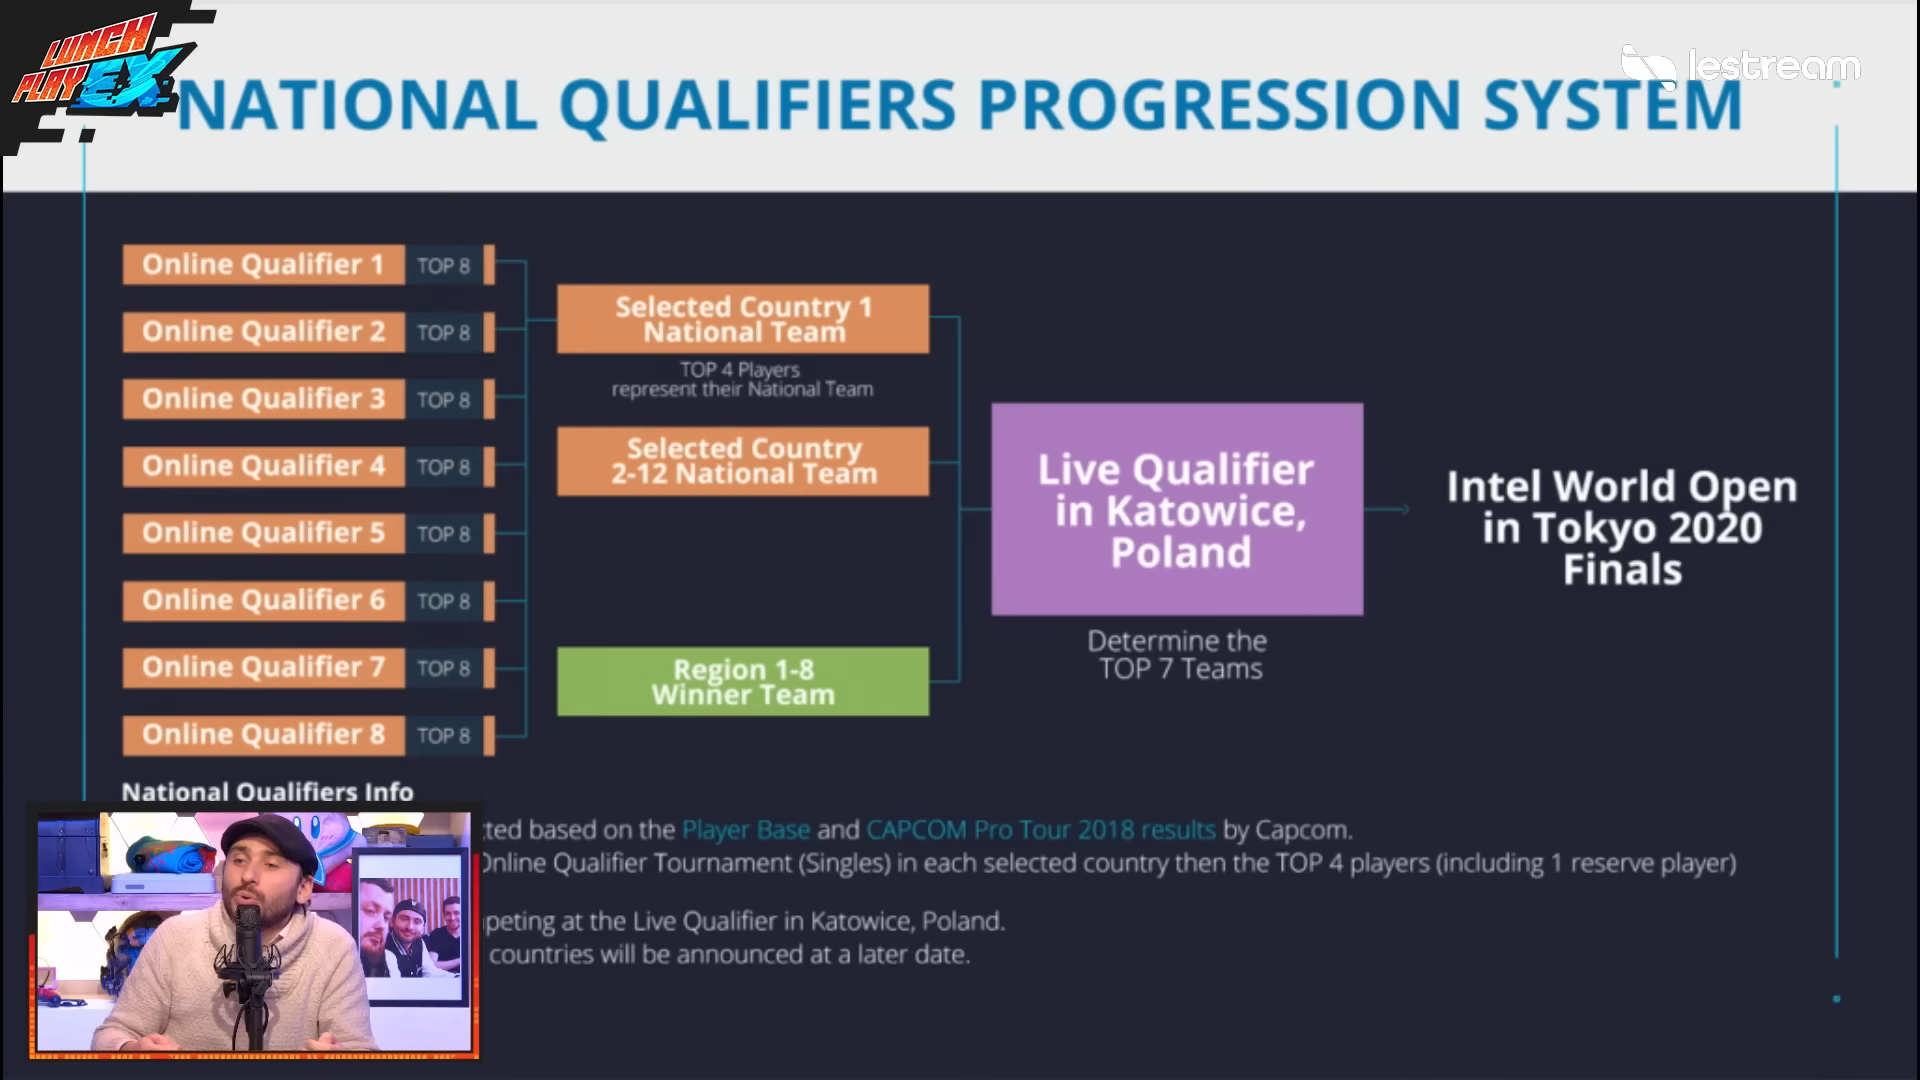 LUNCH
PLAY EX
lestream
NATIONAL QUALIFIERS PROGRESSION SYSTEM
Online Qualifier 1 TOP 8
Online Qualifier 2 TOP 8
Online Qualifier 3 TOP 8
Online Qualifier 4 TOP 8
Online Qualifier 5 TOP 8
Online Qualifier 6 TOP 8
Online Qualifier 7 TOP 8
Online Qualifier 8 TOP 8
Selected Country 1
National Team
TOP 4 Players
represent their National Team
Selected Country
2-12 National Team
Region 1-8
Winner Team
Live Qualifier
in Katowice,
Poland
Determine the
TOP 7 Teams
Intel World Open
in Tokyo 2020
Finals
National Qualifiers Info
cted based on the Player Base and CAPCOM Pro Tour 2018 results by Capcom.
Online Qualifier Tournament (Singles) in each selected country then the TOP 4 players (including 1 reserve player)
peting at the Live Qualifier in Katowice, Poland.
countries will be announced at a later date.